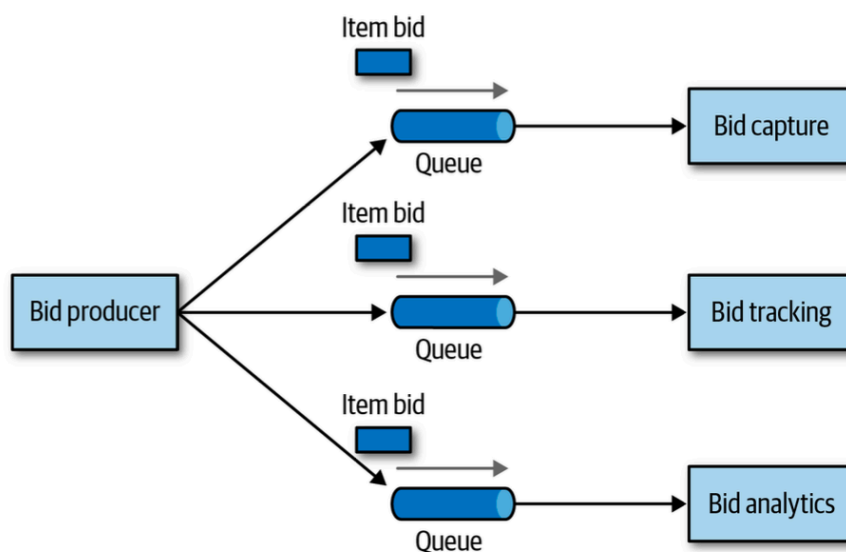 Item bid
Queue
Bid capture
Item bid
Bid producer
Queue
Bid tracking
Item bid
Queue
Bid analytics